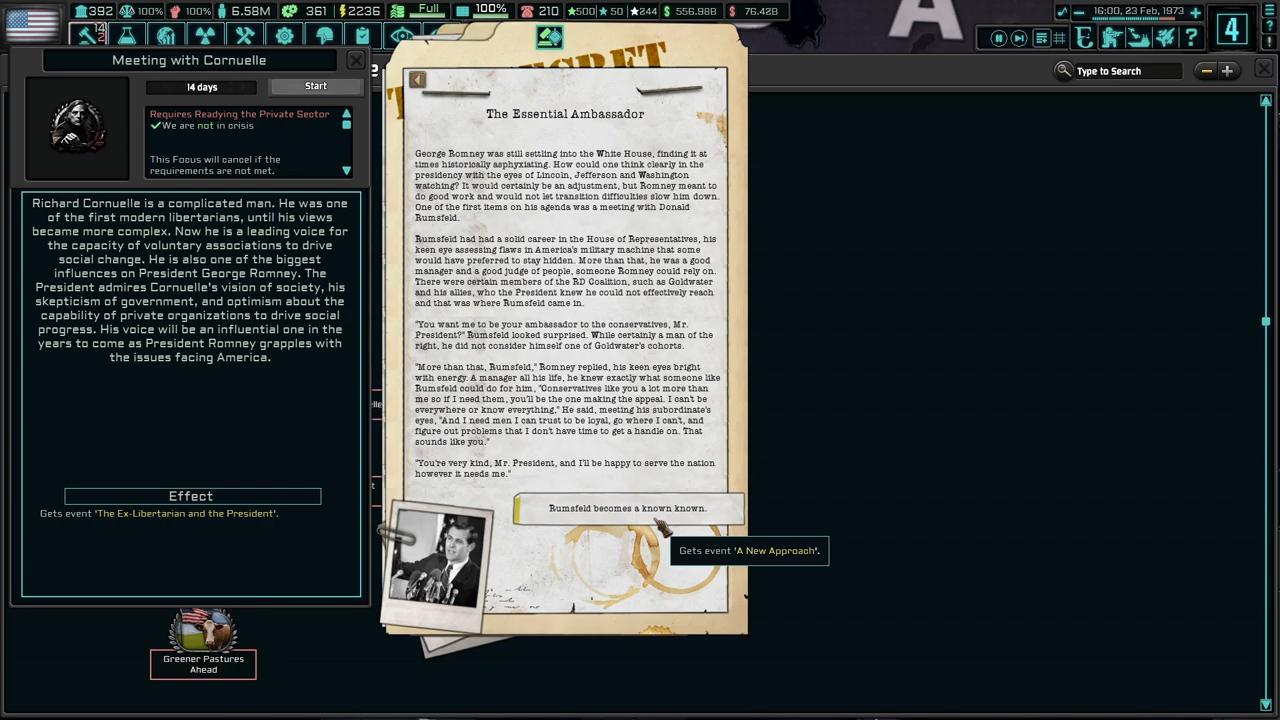 392
100%
100%
6.58M
361
2236
Full
100%
210
500
50
244
556.98B
76.42B
16:00, 23 Feb, 1973
4
14
Meeting with Cornuelle
14 days
Start
Requires Readying the Private Sector
We are not in crisis
This Focus will cancel if the
requirements are not met.
Richard Cornuelle is a complicated man. He was one
of the first modern libertarians, until his views
became more complex. Now he is a leading voice for
the capacity of voluntary associations to drive
social change. He is also one of the biggest
influences on President George Romney. The
President admires Cornuelle's vision of society, his
skepticism of government, and optimism about the
capability of private organizations to drive social
progress. His voice will be an influential one in the
years to come as President Romney grapples with
the issues facing America.
Effect
Gets event 'The Ex-Libertarian and the President'.
Greener Pastures
Ahead
SECRET
The Essential Ambassador
George Romney was still settling into the White House, finding it at
times historically asphyxiating. How could one think clearly in the
presidency with the eyes of Lincoln, Jefferson and Washington
watching? It would certainly be an adjustment, but Romney meant to
do good work and would not let transition difficulties slow him down.
One of the first items on his agenda was a meeting with Donald
Rumsfeld.
Rumsfeld had had a solid career in the House of Representatives, his
keen eye assessing flaws in America's military machine that some
would have preferred to stay hidden. More than that, he was a good
manager and a good judge of people, someone Romney could rely on.
There were certain members of the RD Coalition, such as Goldwater
and his allies, who the President knew he could not effectively reach
and that was where Rumsfeld came in.
"You want me to be your ambassador to the conservatives, Mr.
President?" Rumsfeld looked surprised. While certainly a man of the
right, he did not consider himself one of Goldwater's cohorts.
"More than that, Rumsfeld," Romney replied, his keen eyes bright
with energy. A manager all his life, he knew exactly what someone like
Rumsfeld could do for him, "Conservatives like you a lot more than
me so if I need them, you'll be the one making the appeal. I can't be
everywhere or know everything," He said, meeting his subordinate's
eyes, "And I need men I can trust to be loyal, go where I can't, and
figure out problems that I don't have time to get a handle on. That
sounds like you."
"You're very kind, Mr. President, and I'll be happy to serve the nation
however it needs me."
Rumsfeld becomes a known known.
Gets event 'A New Approach'.
Type to Search
A